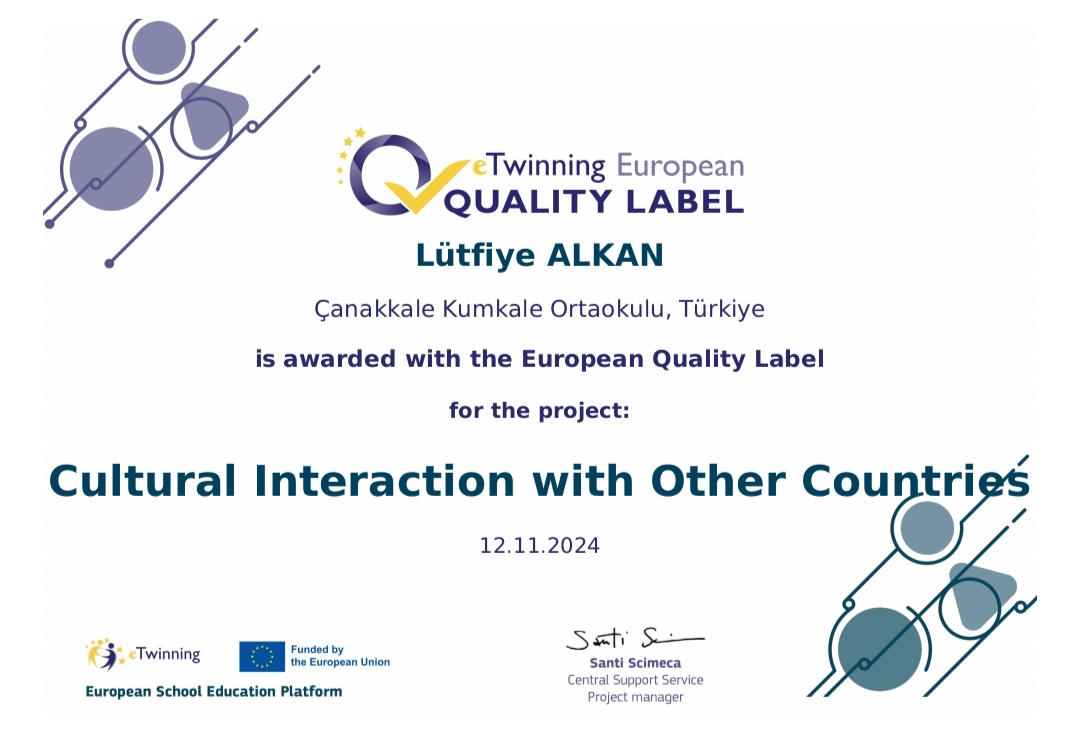 eTwinning European
QUALITY LABEL
Lütfiye ALKAN
Çanakkale Kumkale Ortaokulu, Türkiye
is awarded with the European Quality Label
for the project:
Cultural Interaction with Other Countries
12.11.2024
eTwinning
Funded by
the European Union
European School Education Platform
Santi Sci
Santi Scimeca
Central Support Service
Project manager